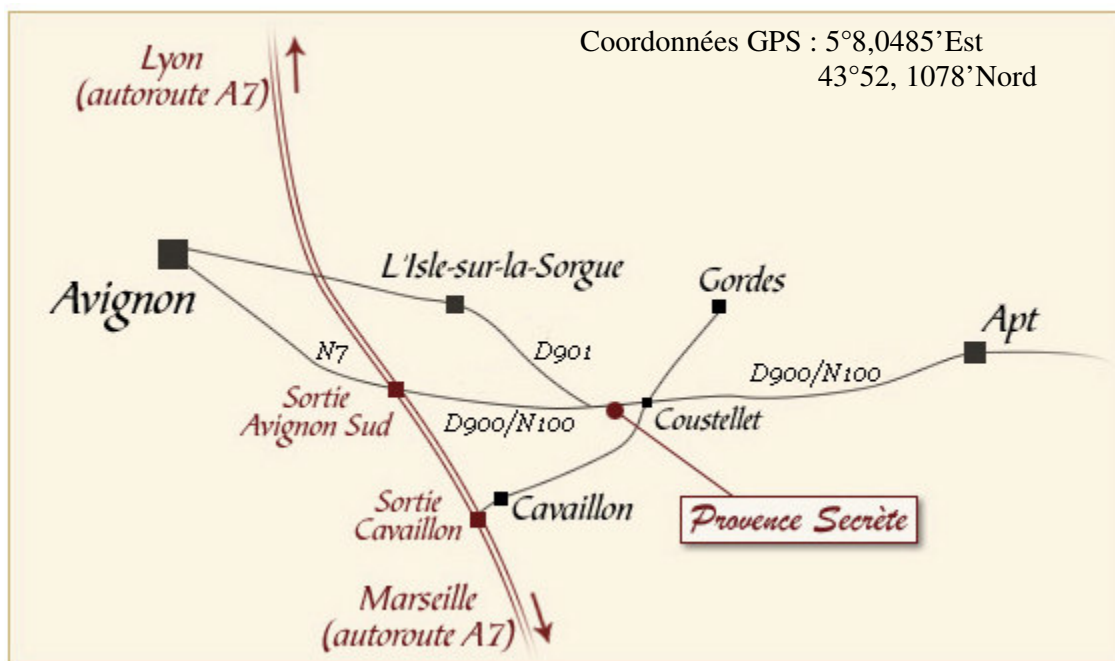 Coordonnées GPS : 5°8,0485’Est
43°52, 1078’Nord
Lyon
(autoroute A7)
Avignon
L'Isle-sur-la-Sorgue
Gordes
Apt
N7
D901
D900/N100
Sortie
Avignon Sud
D900/N100
Coustellet
Sortie
Cavaillon
Cavaillon
Provence Secrète
Marseille
(autoroute A7)